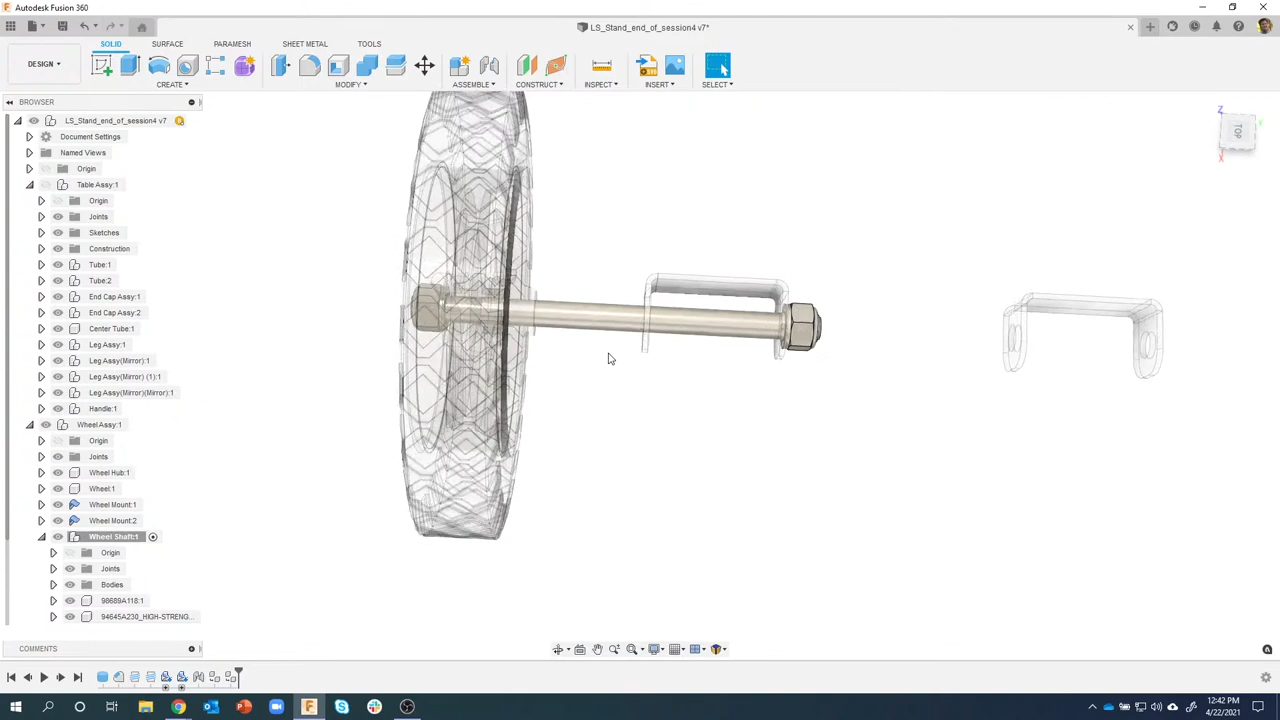 Autodesk Fusion 360
LS_Stand_end_of_session4 v7*
SOLID SURFACE PARAMESH SHEET METAL TOOLS
DESIGN
CREATE MODIFY ASSEMBLE CONSTRUCT INSPECT INSERT SELECT
BROWSER
LS_Stand_end_of_session4 v7
Document Settings
Named Views
Origin
Table Assy:1
Origin
Joints
Sketches
Construction
Tube:1
Tube:2
End Cap Assy:1
End Cap Assy:2
Center Tube:1
Leg Assy:1
Leg Assy(Mirror):1
Leg Assy(Mirror) (1):1
Leg Assy(Mirror)(Mirror):1
Handle:1
Wheel Assy:1
Origin
Joints
Wheel Hub:1
Wheel:1
Wheel Mount:1
Wheel Mount:2
Wheel Shaft:1
Origin
Joints
Bodies
98689A118:1
94645A230_HIGH-STRENG...
Z
TOP
X
COMMENTS
12:42 PM
4/22/2021